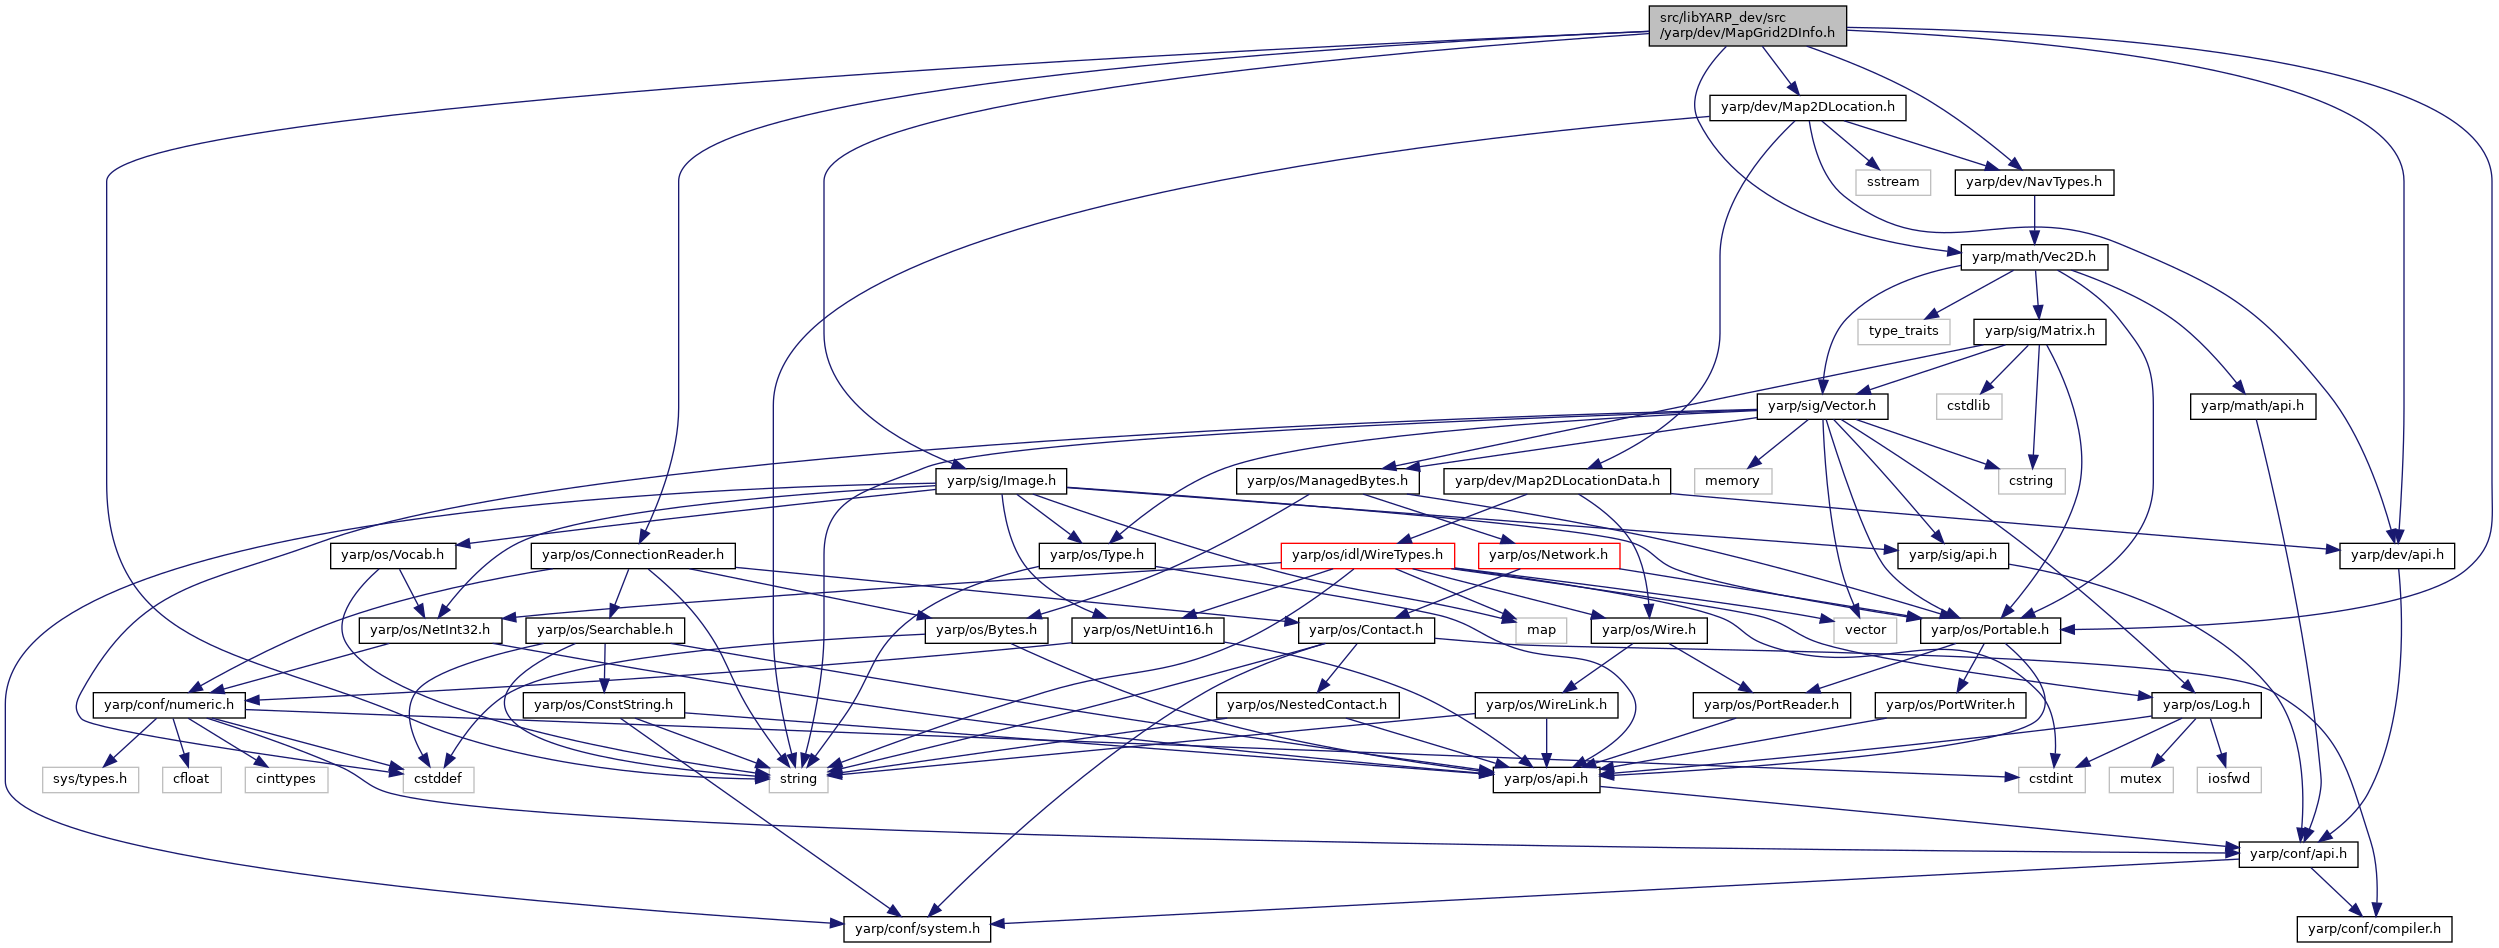 src/libYARP_dev/src
/yarp/dev/MapGrid2DInfo.h
yarp/dev/Map2DLocation.h
sstream
yarp/dev/NavTypes.h
yarp/math/Vec2D.h
type_traits
yarp/sig/Matrix.h
yarp/sig/Vector.h
cstdlib
yarp/math/api.h
yarp/sig/Image.h
yarp/os/ManagedBytes.h
yarp/dev/Map2DLocationData.h
memory
cstring
yarp/os/Vocab.h
yarp/os/ConnectionReader.h
yarp/os/Type.h
yarp/os/idl/WireTypes.h
yarp/os/Network.h
yarp/sig/api.h
yarp/dev/api.h
yarp/os/NetInt32.h
yarp/os/Searchable.h
yarp/os/Bytes.h
yarp/os/NetUint16.h
yarp/os/Contact.h
map
yarp/os/Wire.h
vector
yarp/os/Portable.h
yarp/conf/numeric.h
yarp/os/ConstString.h
yarp/os/NestedContact.h
yarp/os/WireLink.h
yarp/os/PortReader.h
yarp/os/PortWriter.h
yarp/os/Log.h
sys/types.h
cfloat
cinttypes
cstddef
string
yarp/os/api.h
cstdint
mutex
iosfwd
yarp/conf/api.h
yarp/conf/system.h
yarp/conf/compiler.h